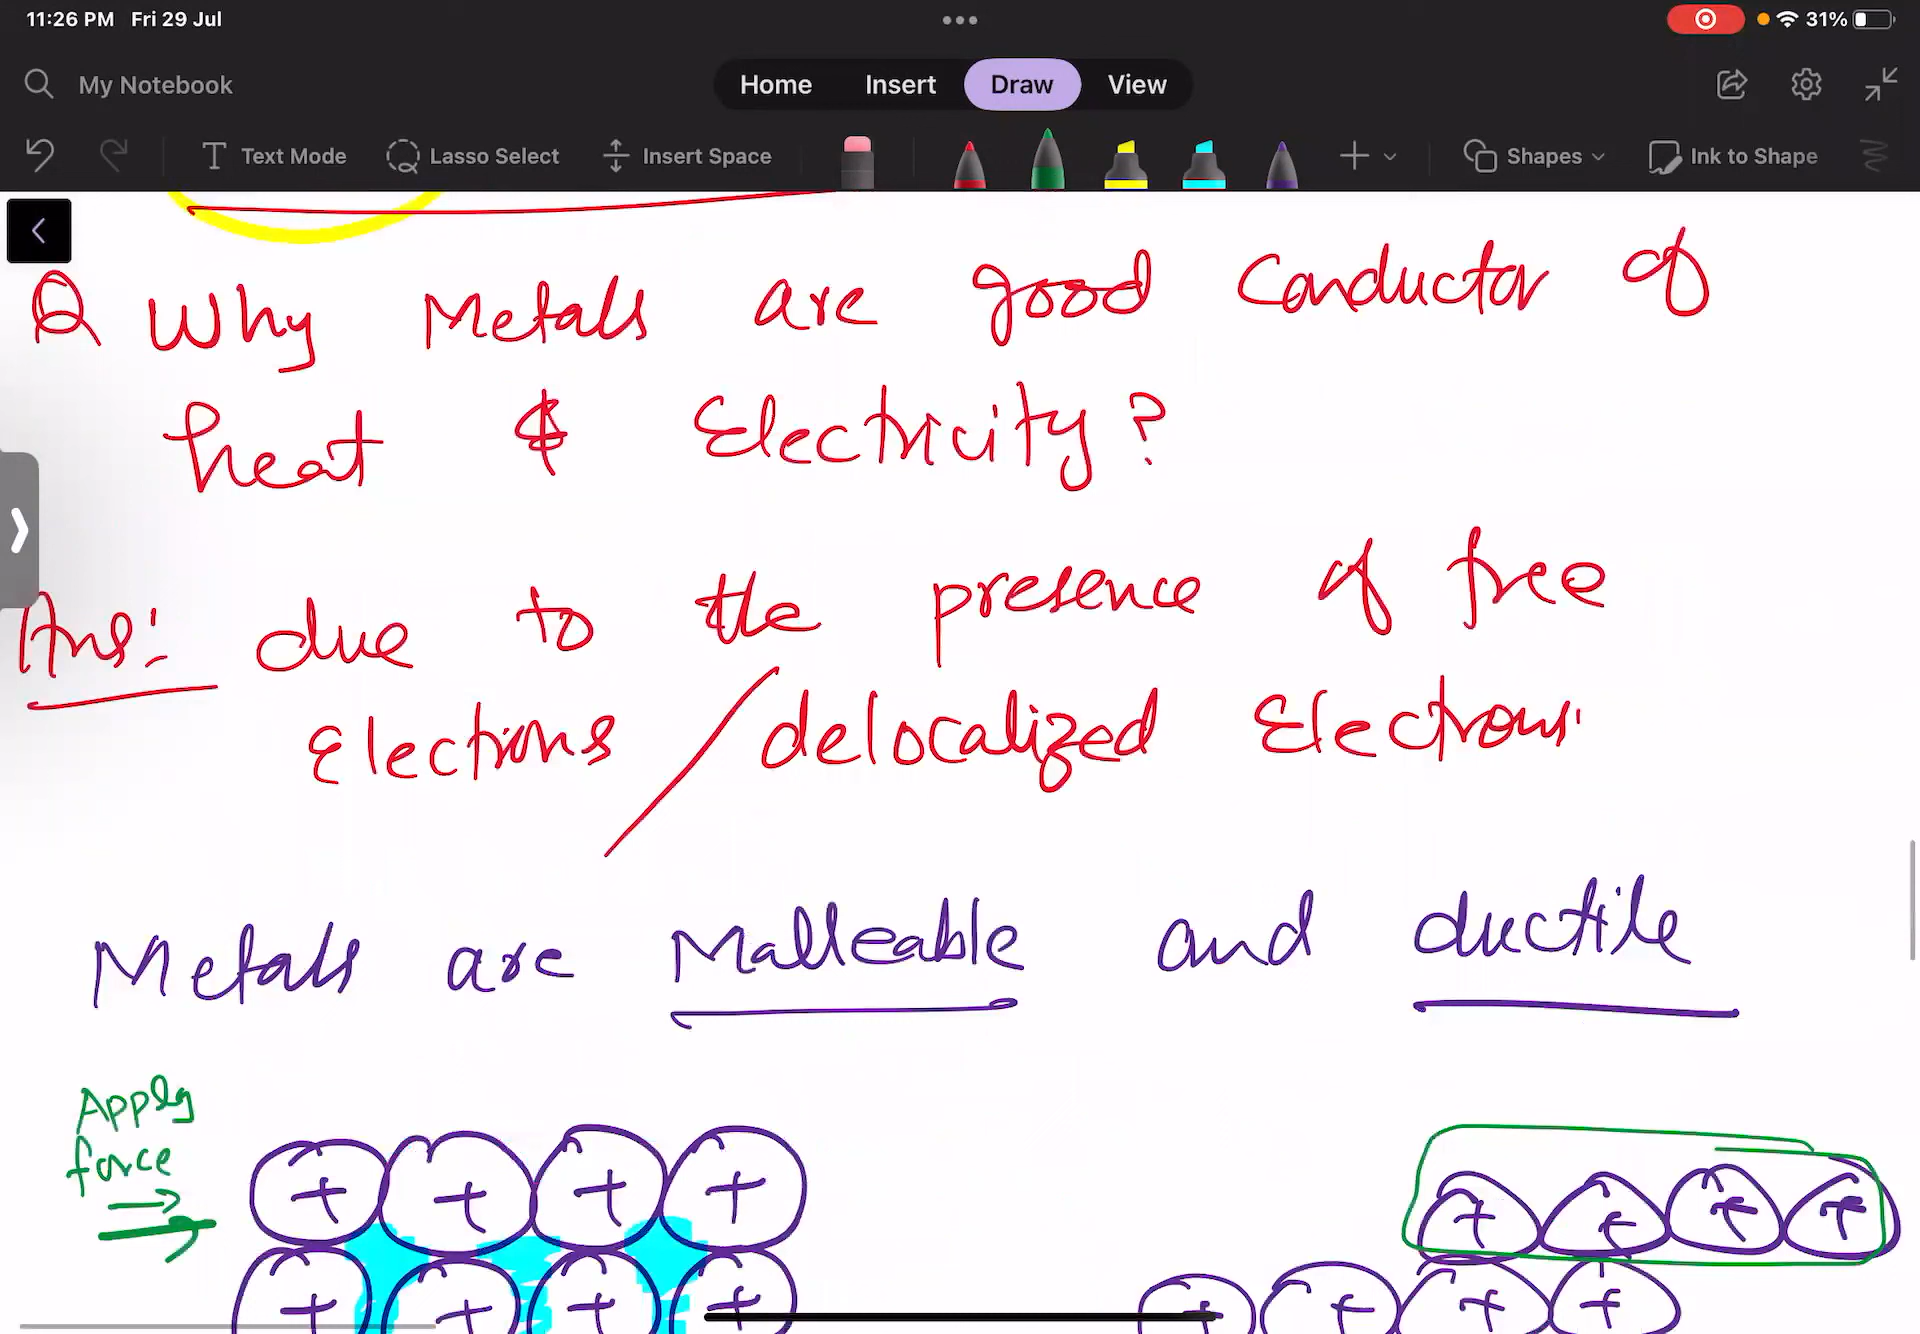 11:26 PM Fri 29 Jul
31%
My Notebook
Home Insert Draw View
Text Mode Lasso Select Insert Space Shapes Ink to Shape
Q Why Metals are good Conductor of
heat & Electricity?
Ans: due to the presence of free
Electrons / delocalized Electrons
Metals are Malleable and ductile
Apply
force
+ + + +
+ + + +
+ + + +
+ + + +